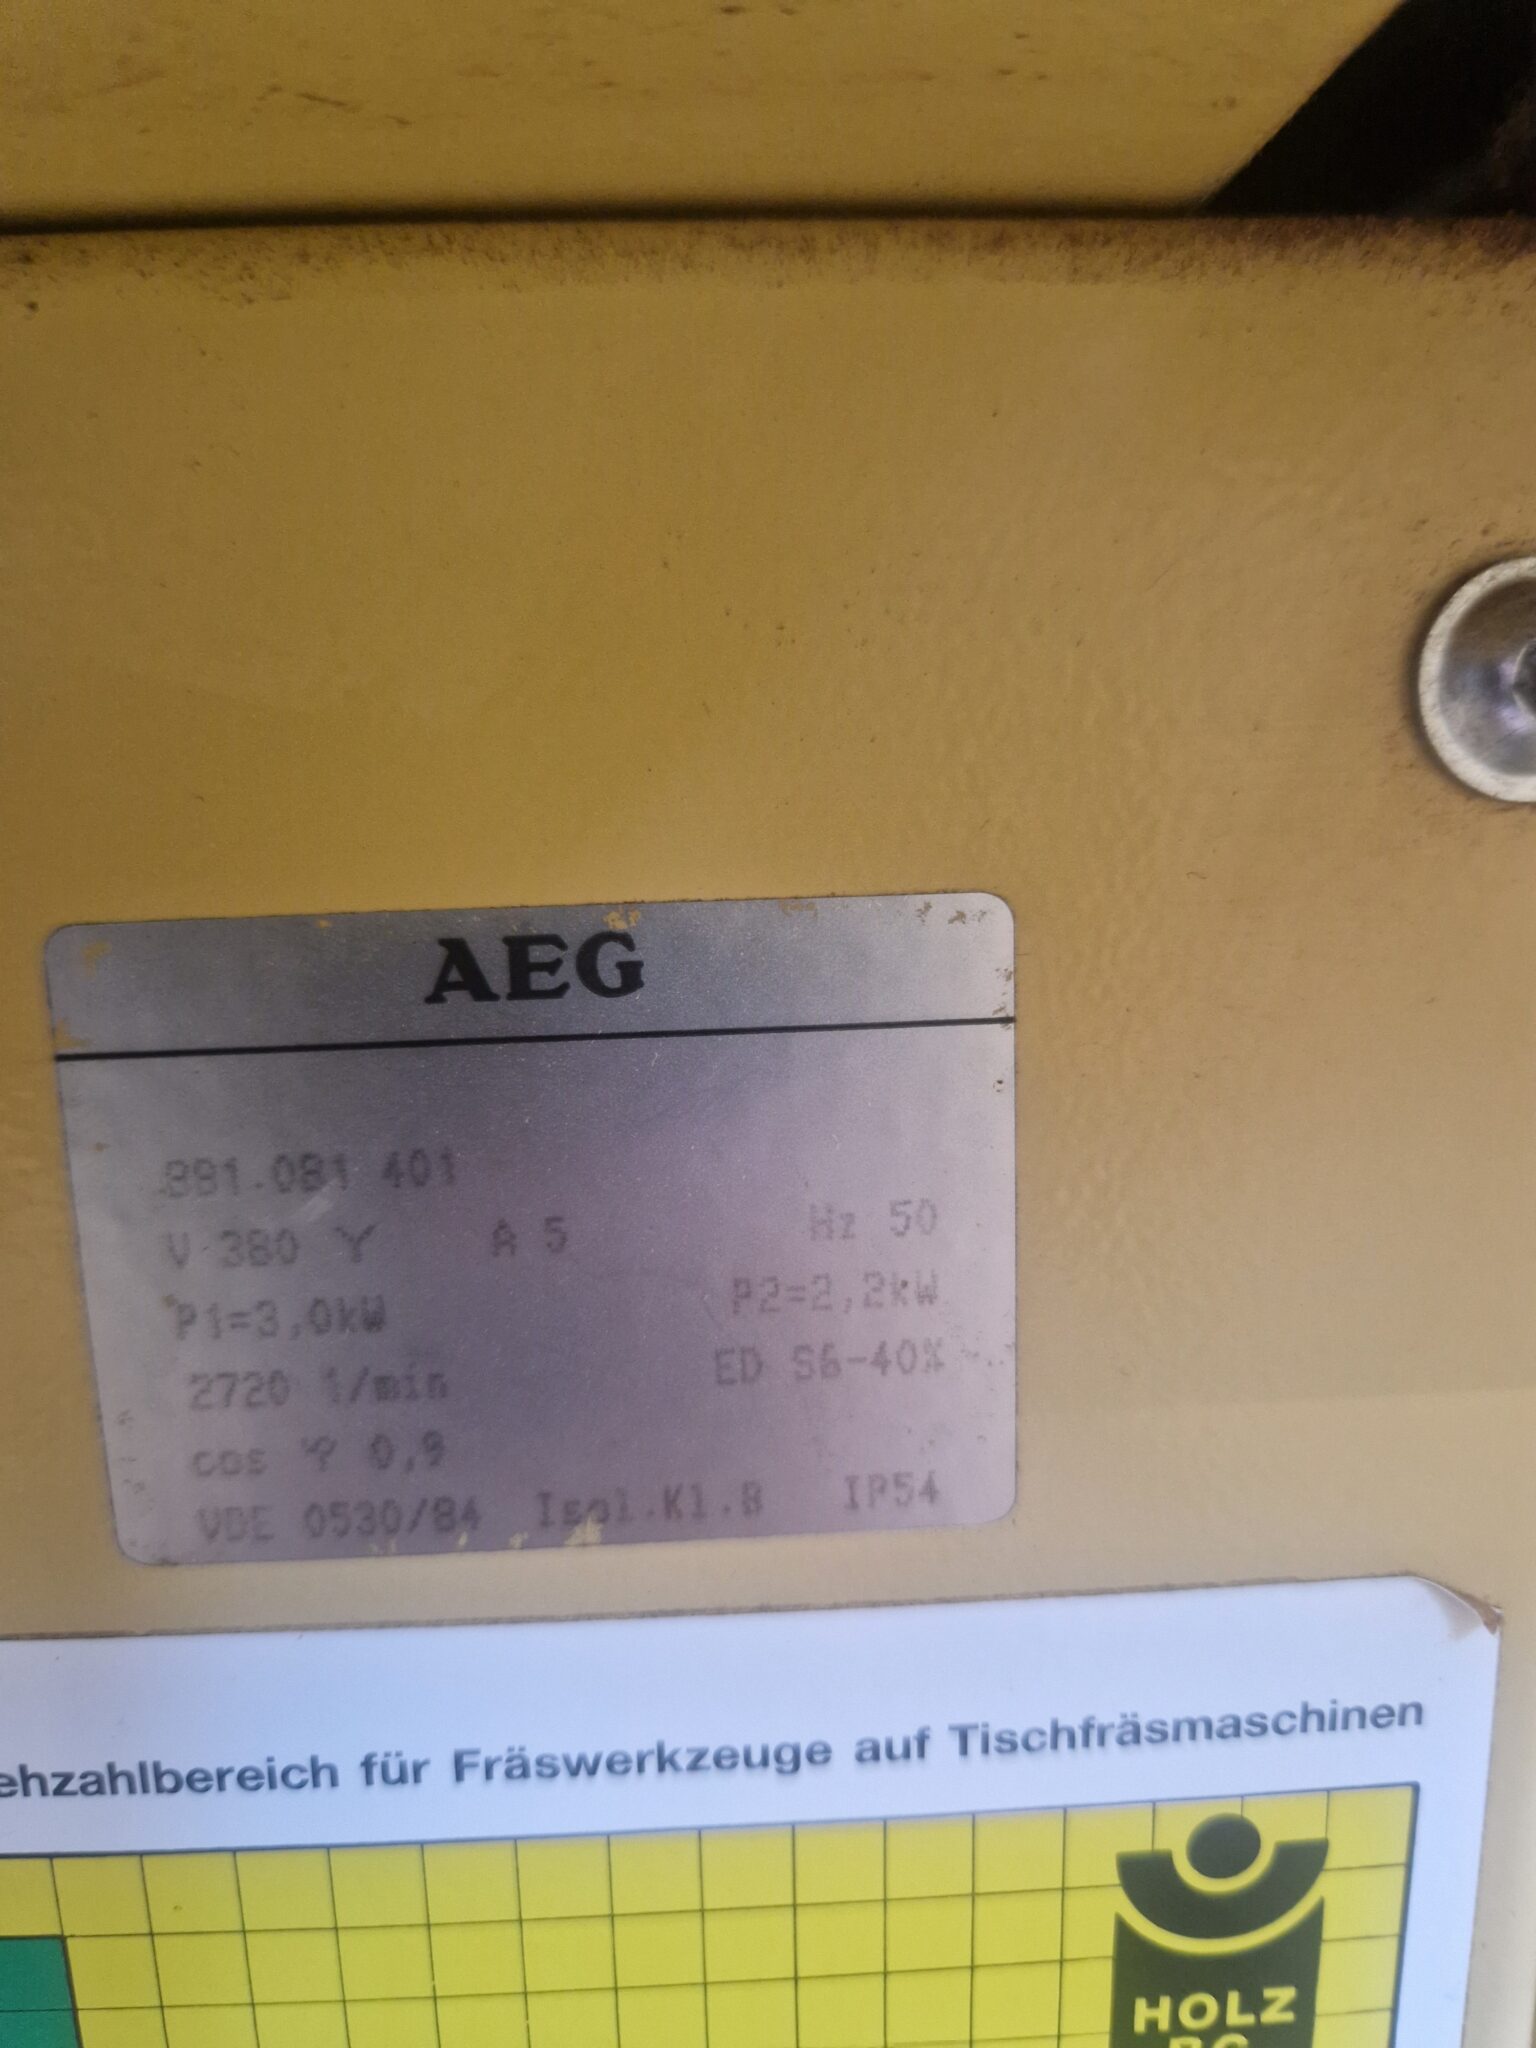 AEG
891.081 401
V 380 Y A 5 Hz 50
P1=3,0kW P2=2,2kW
2720 1/min ED S6-40%
cos φ 0,9
VDE 0530/84 Isol.Kl.B IP54
ehzahlbereich für Fräswerkzeuge auf Tischfräsmaschinen
HOLZ
BG